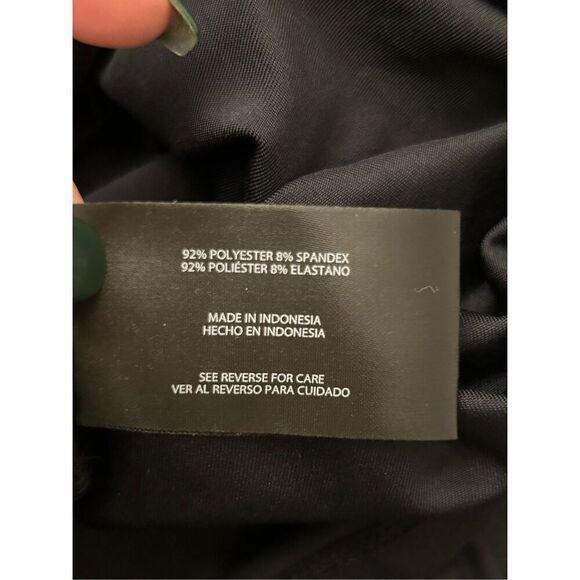 92% POLYESTER 8% SPANDEX
92% POLIÉSTER 8% ELASTANO
MADE IN INDONESIA
HECHO EN INDONESIA
SEE REVERSE FOR CARE
VER AL REVERSO PARA CUIDADO